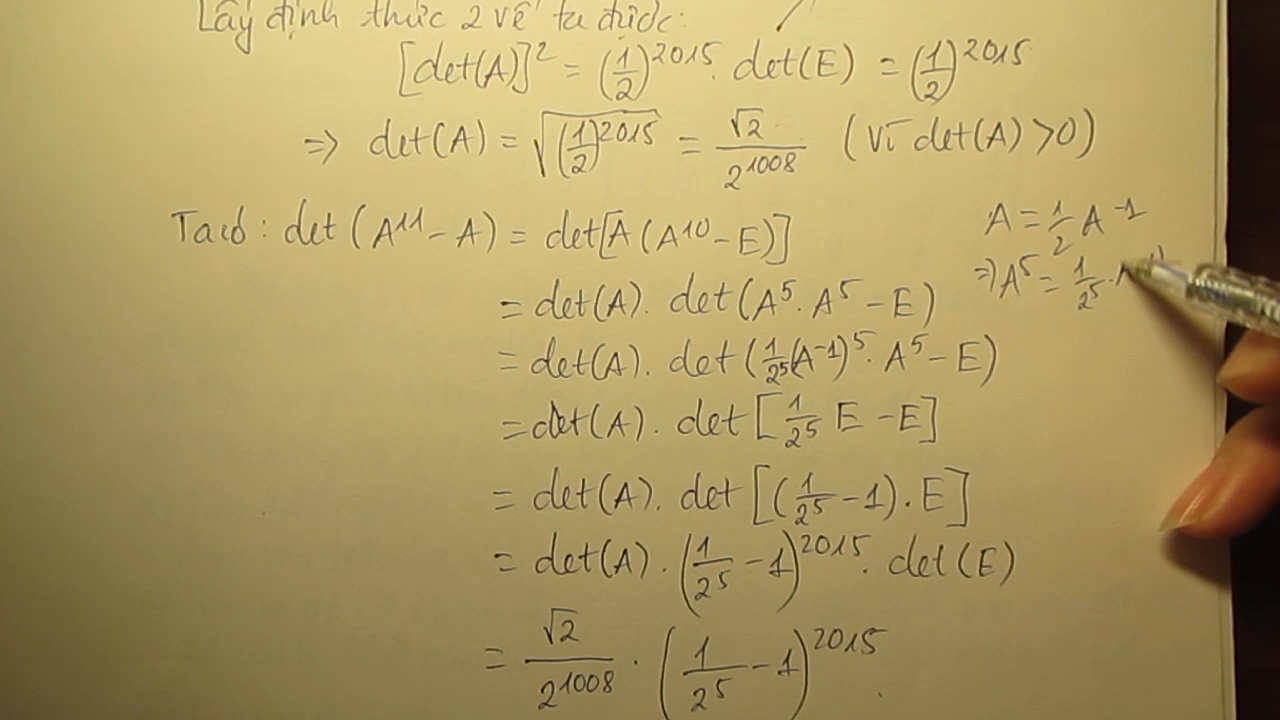 Lấy định thức 2 vế ta được:
[det(A)]² = (1/2)^2015 . det(E) = (1/2)^2015
=> det(A) = √((1/2)^2015) = √2/2^1008 (vì det(A) > 0)
Ta có : det(A^11 - A) = det[A(A^10 - E)]
= det(A). det(A^5. A^5 - E)
= det(A). det(1/2^5 (A^-1)^5. A^5 - E)
= det(A). det[1/2^5 E - E]
= det(A). det[(1/2^5 - 1). E]
= det(A). (1/2^5 - 1)^2015. det(E)
= √2/2^1008 . (1/2^5 - 1)^2015
A = 1/2 A^-1
=> A^5 = 1/2^5 .